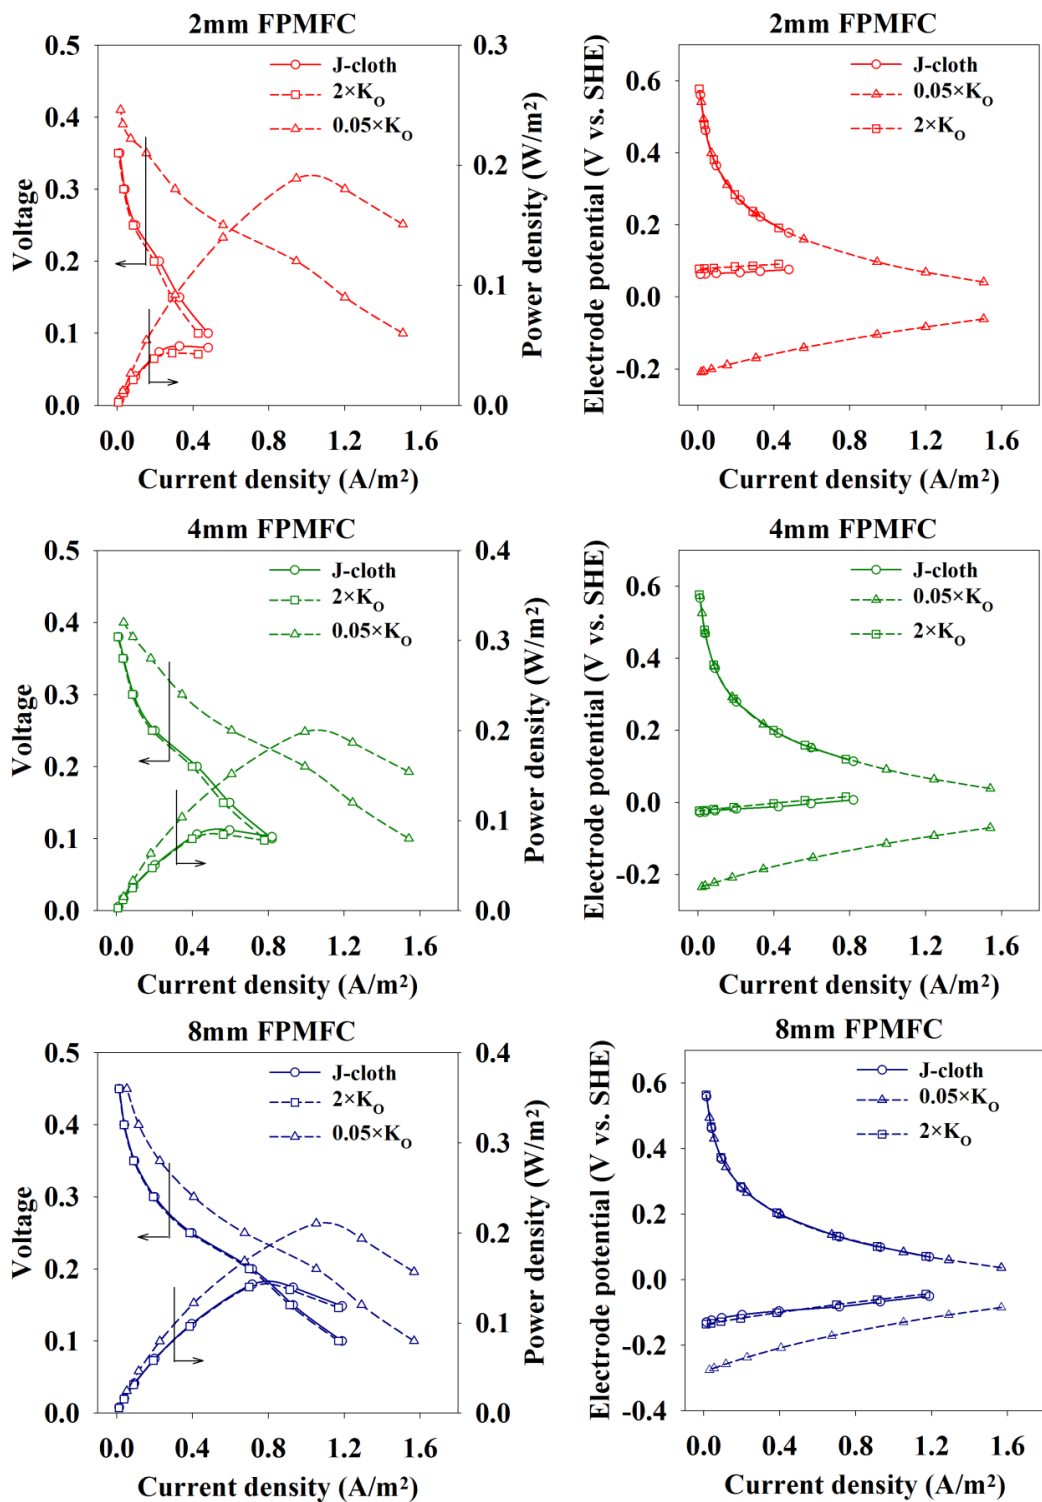 2mm FPMFC
0.5
0.4
0.3
0.2
0.1
0.0
Voltage
J-cloth
2×K_O
0.05×K_O
0.3
0.2
0.1
0.0
Power density (W/m²)
0.0 0.4 0.8 1.2 1.6
Current density (A/m²)
2mm FPMFC
0.6
0.4
0.2
0.0
-0.2
Electrode potential (V vs. SHE)
J-cloth
0.05×K_O
2×K_O
0.0 0.4 0.8 1.2 1.6
Current density (A/m²)
4mm FPMFC
0.5
0.4
0.3
0.2
0.1
0.0
Voltage
J-cloth
2×K_O
0.05×K_O
0.4
0.3
0.2
0.1
0.0
Power density (W/m²)
0.0 0.4 0.8 1.2 1.6
Current density (A/m²)
4mm FPMFC
0.6
0.4
0.2
0.0
-0.2
Electrode potential (V vs. SHE)
J-cloth
0.05×K_O
2×K_O
0.0 0.4 0.8 1.2 1.6
Current density (A/m²)
8mm FPMFC
0.5
0.4
0.3
0.2
0.1
0.0
Voltage
J-cloth
2×K_O
0.05×K_O
0.4
0.3
0.2
0.1
0.0
Power density (W/m²)
0.0 0.4 0.8 1.2 1.6
Current density (A/m²)
8mm FPMFC
0.6
0.4
0.2
0.0
-0.2
-0.4
Electrode potential (V vs. SHE)
J-cloth
0.05×K_O
2×K_O
0.0 0.4 0.8 1.2 1.6
Current density (A/m²)